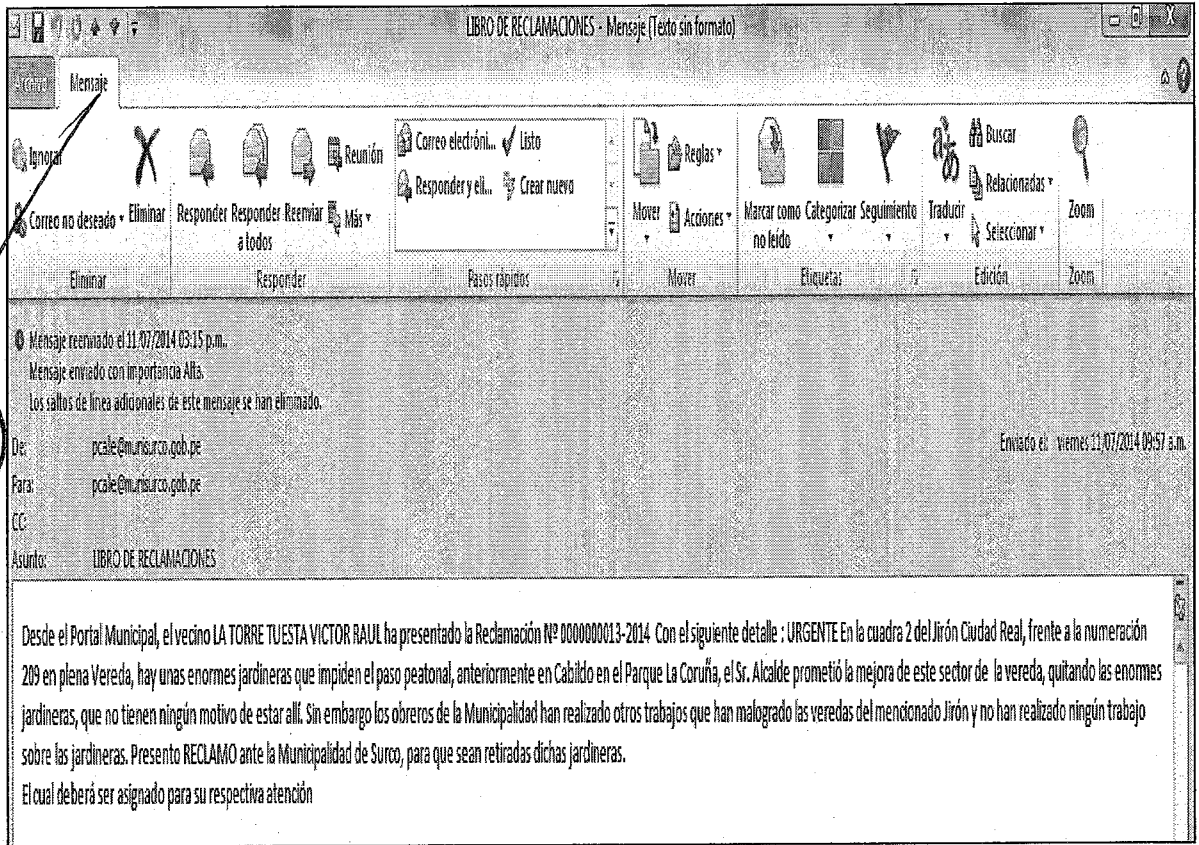 LIBRO DE RECLAMACIONES - Mensaje (Texto sin formato)
Archivo Mensaje
Ignorar
Correo no deseado
Eliminar
Eliminar
Responder Responder a todos Reenviar
Reunión
Más
Responder
Correo electróni... Listo
Responder y eli... Crear nuevo
Pasos rápidos
Mover
Reglas
Acciones
Mover
Marcar como no leído Categorizar Seguimiento
Etiquetas
Traducir
Buscar
Relacionadas
Seleccionar
Edición
Zoom
Zoom
Mensaje reenviado el 11/07/2014 03:15 p.m..
Mensaje enviado con importancia Alta.
Los saltos de línea adicionales de este mensaje se han eliminado.
De: pcale@munisurco.gob.pe
Enviado el: viernes 11/07/2014 09:57 a.m.
Para: pcale@munisurco.gob.pe
CC:
Asunto: LIBRO DE RECLAMACIONES
Desde el Portal Municipal, el vecino LA TORRE TUESTA VICTOR RAUL ha presentado la Reclamación Nº 0000000013-2014 Con el siguiente detalle : URGENTE En la cuadra 2 del Jirón Ciudad Real, frente a la numeración
209 en plena Vereda, hay unas enormes jardineras que impiden el paso peatonal, anteriormente en Cabildo en el Parque La Coruña, el Sr. Alcalde prometió la mejora de este sector de la vereda, quitando las enormes
jardineras, que no tienen ningún motivo de estar allí. Sin embargo los obreros de la Municipalidad han realizado otros trabajos que han malogrado las veredas del mencionado Jirón y no han realizado ningún trabajo
sobre las jardineras. Presento RECLAMO ante la Municipalidad de Surco, para que sean retiradas dichas jardineras.
El cual deberá ser asignado para su respectiva atención